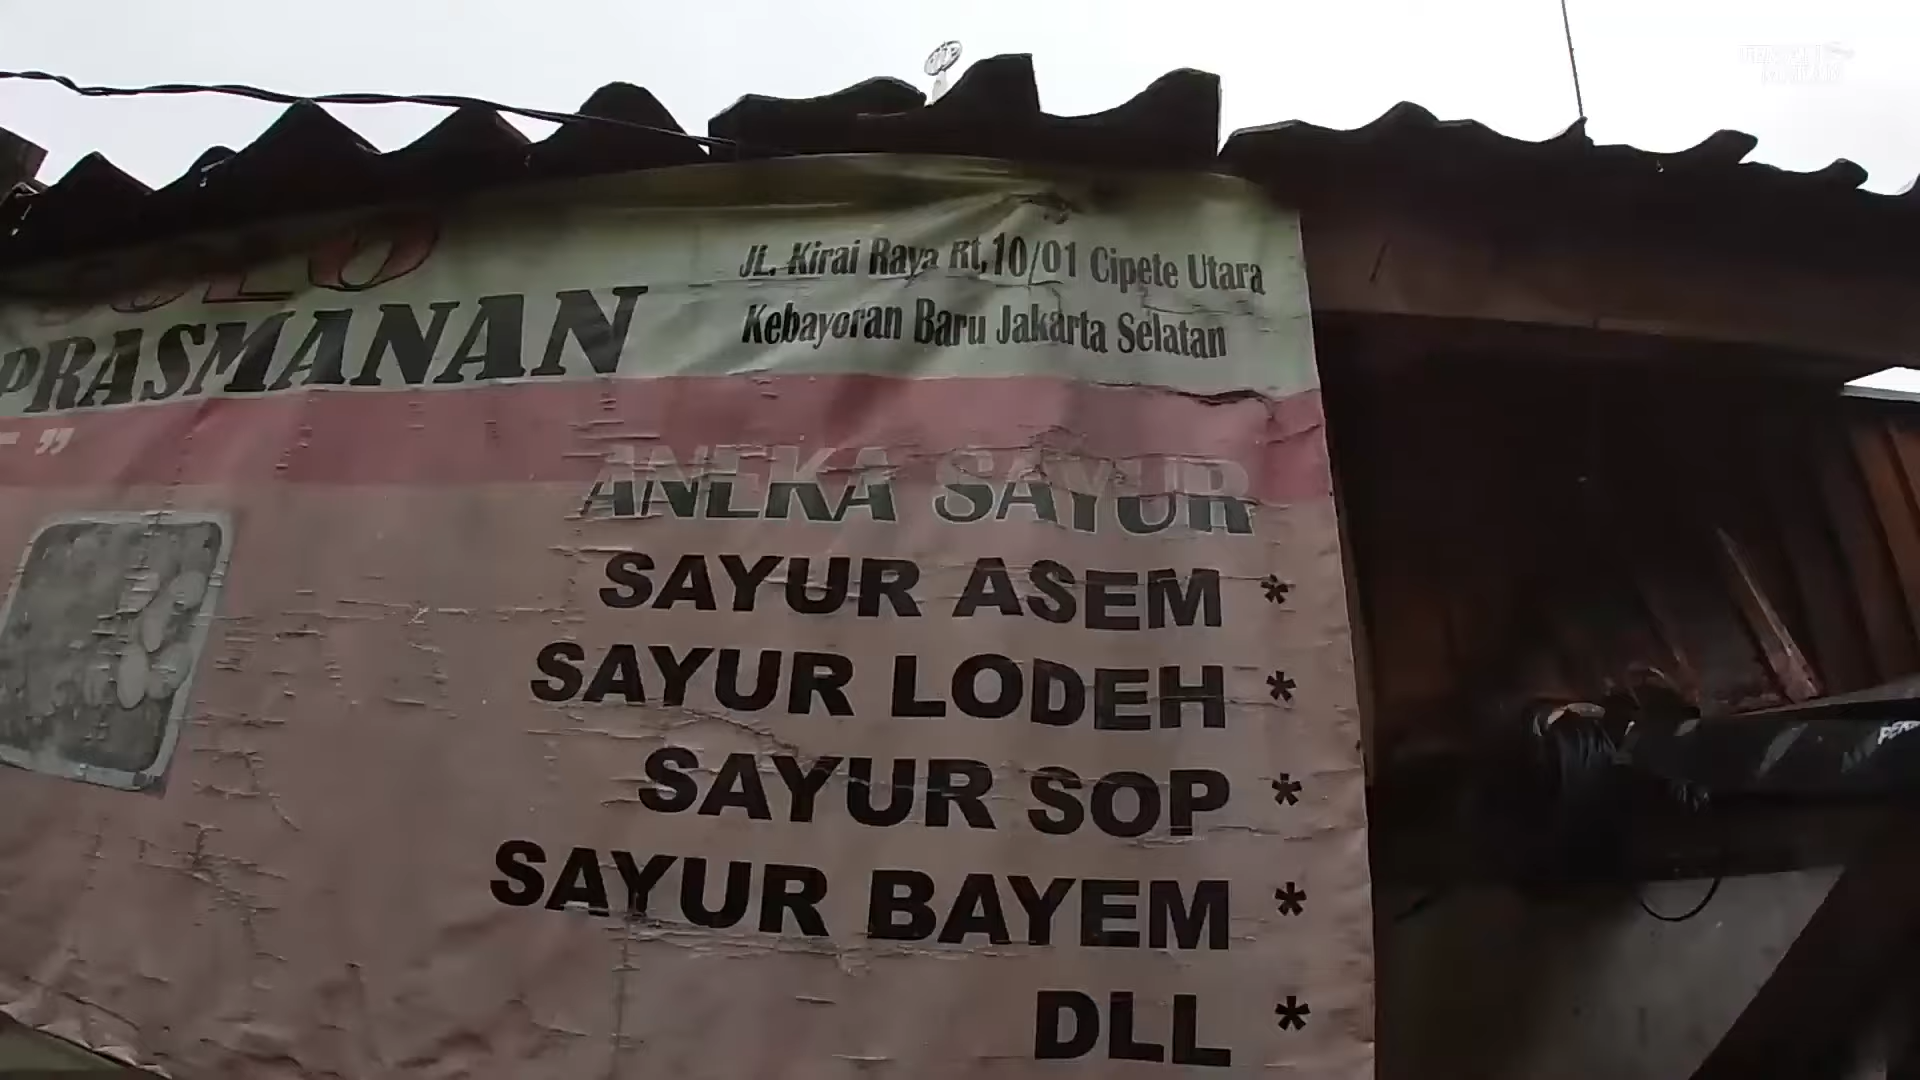 SOLO
PRASMANAN
JL. Kirai Raya Rt,10/01 Cipete Utara
Kebayoran Baru Jakarta Selatan
ANEKA SAYUR
SAYUR ASEM *
SAYUR LODEH *
SAYUR SOP *
SAYUR BAYEM *
DLL *